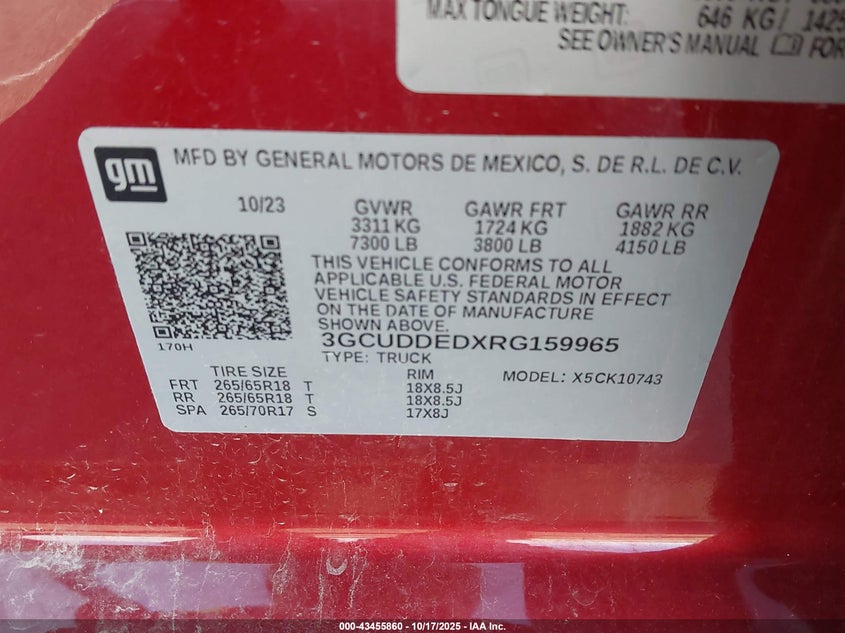 MAX TONGUE WEIGHT:
646 KG / 1425
SEE OWNER'S MANUAL FOR
gm
MFD BY GENERAL MOTORS DE MEXICO, S. DE R.L. DE C.V.
10/23 GVWR GAWR FRT GAWR RR
3311 KG 1724 KG 1882 KG
7300 LB 3800 LB 4150 LB
THIS VEHICLE CONFORMS TO ALL
APPLICABLE U.S. FEDERAL MOTOR
VEHICLE SAFETY STANDARDS IN EFFECT
ON THE DATE OF MANUFACTURE
SHOWN ABOVE.
170H
3GCUDDEDXRG159965
TYPE: TRUCK
TIRE SIZE RIM MODEL: X5CK10743
FRT 265/65R18 T 18X8.5J
RR 265/65R18 T 18X8.5J
SPA 265/70R17 S 17X8J
000-43455860 - 10/17/2025 - IAA Inc.